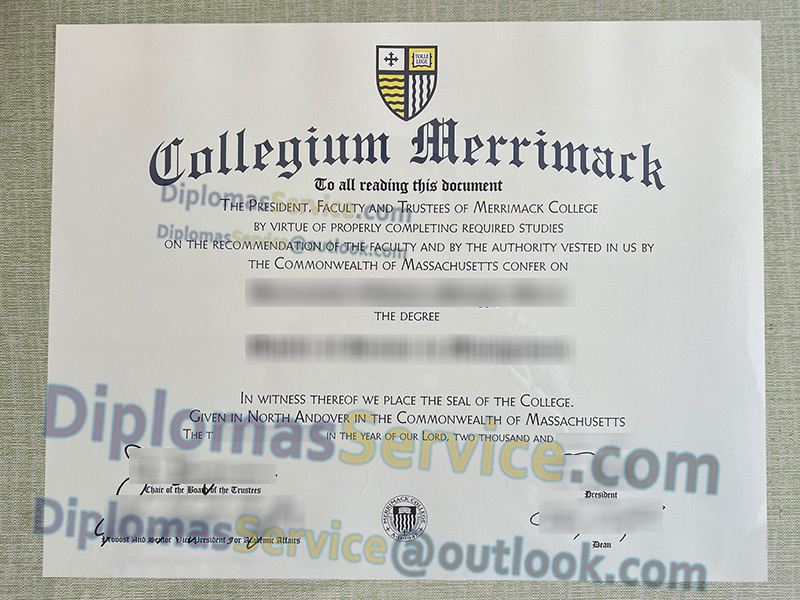 TOLLE LEGE
Collegium Merrimack
To all reading this document
DiplomasService.com
The President, Faculty and Trustees of Merrimack College
by virtue of properly completing required studies
DiplomasService@outlook.com
on the recommendation of the faculty and by the authority vested in us by
the Commonwealth of Massachusetts confer on
the degree
In witness thereof we place the seal of the College.
Given in North Andover in the Commonwealth of Massachusetts
The t in the year of our Lord, two thousand and
DiplomasService.com
Chair of the Board of the Trustees
President
MERRIMACK COLLEGE
DiplomasService@outlook.com
Provost And Senior Vice President For Academic Affairs
Dean